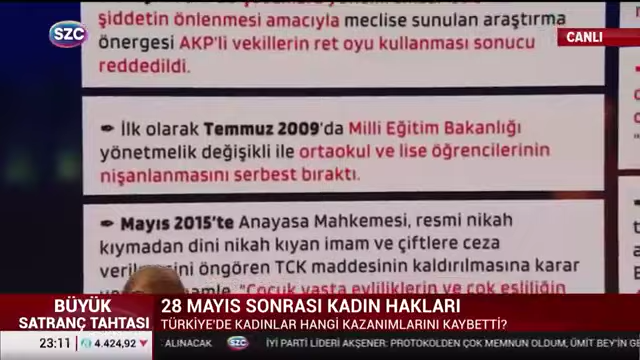 şiddetin önlenmesi amacıyla meclise sunulan araştırma
önergesi AKP'li vekillerin ret oyu kullanması sonucu
reddedildi.
SZC
CANLI
İlk olarak Temmuz 2009'da Milli Eğitim Bakanlığı
yönetmelik değişikli ile ortaokul ve lise öğrencilerinin
nişanlanmasını serbest bıraktı.
Mayıs 2015'te Anayasa Mahkemesi, resmi nikah
kıymadan dini nikah kıyan imam ve çiftlere ceza
öngören TCK maddesinin kaldırılmasına karar
"Çocuk yaşta evliliklerin ve çok eşliliğin
BÜYÜK
SATRANÇ TAHTASI
28 MAYIS SONRASI KADIN HAKLARI
TÜRKİYE'DE KADINLAR HANGİ KAZANIMLARINI KAYBETTİ?
23:11 4.424,92 ALINACAK SZC İYİ PARTİ LİDERİ AKŞENER: PROTOKOLDEN ÇOK MEMNUN OLDUM, ÜMİT BEY'İ